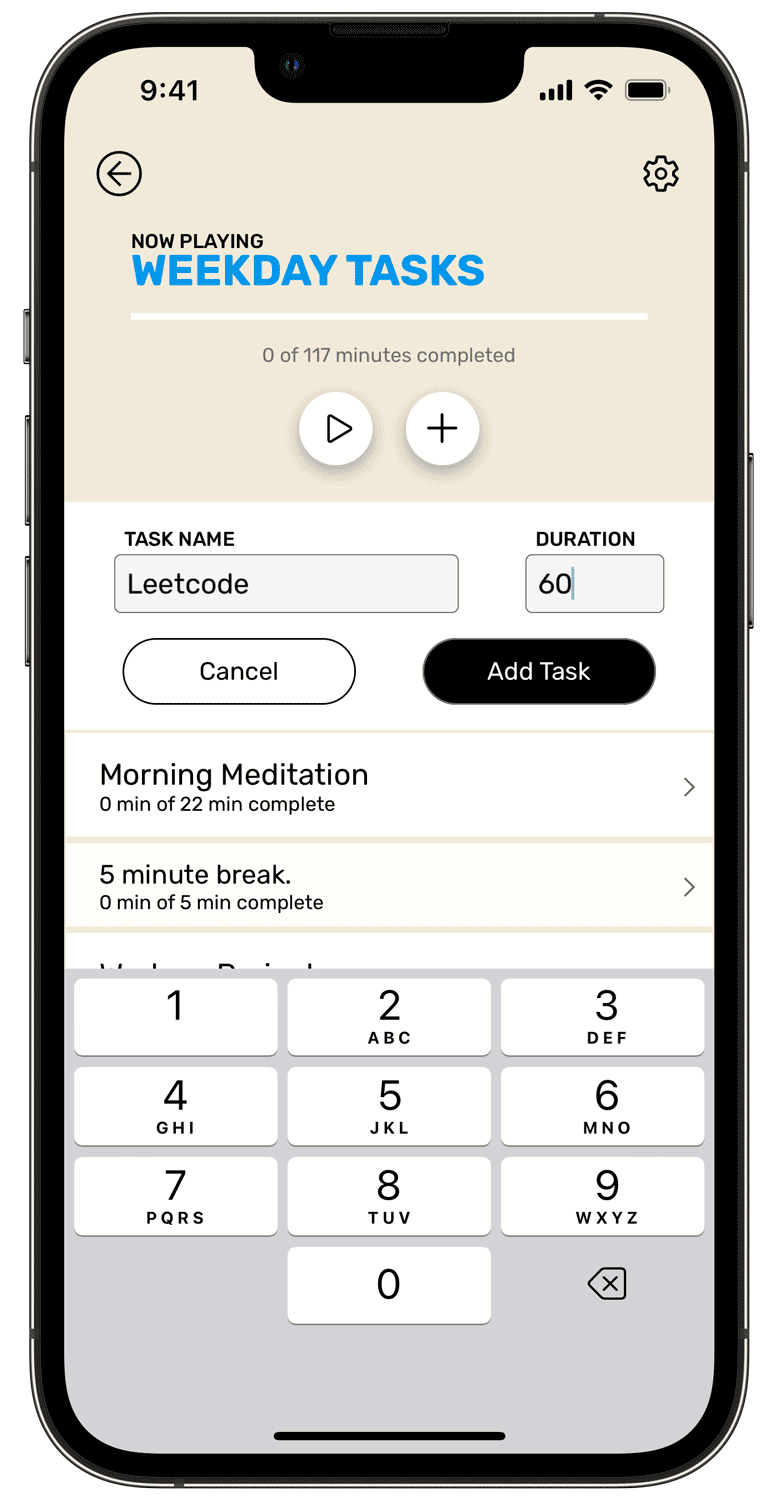 9:41
NOW PLAYING
WEEKDAY TASKS
0 of 117 minutes completed
TASK NAME DURATION
Leetcode 60
Cancel Add Task
Morning Meditation
0 min of 22 min complete
5 minute break.
0 min of 5 min complete
1 2 3
ABC DEF
4 5 6
GHI JKL MNO
7 8 9
PQRS TUV WXYZ
0